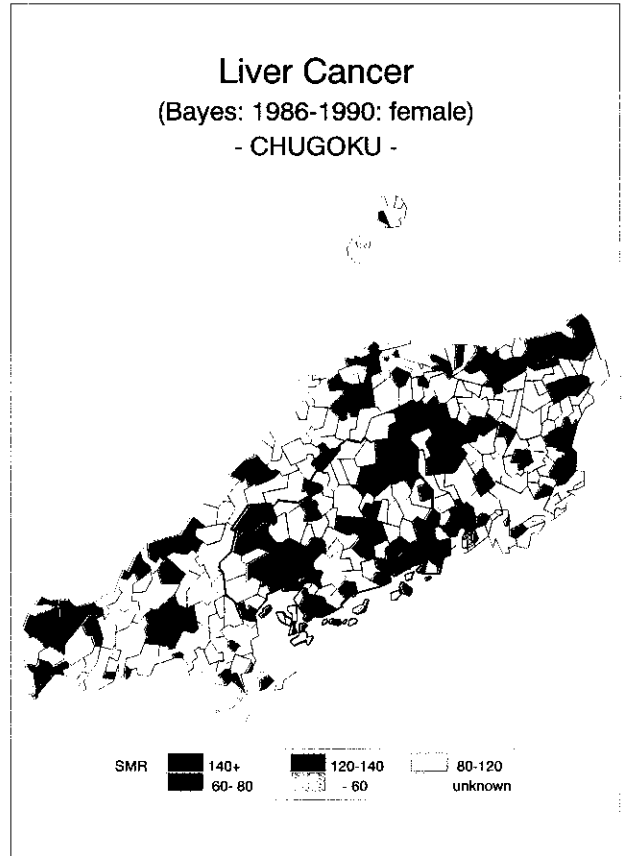 Liver Cancer
(Bayes: 1986-1990: female)
- CHUGOKU -
SMR 140+ 120-140 80-120
60- 80 - 60 unknown